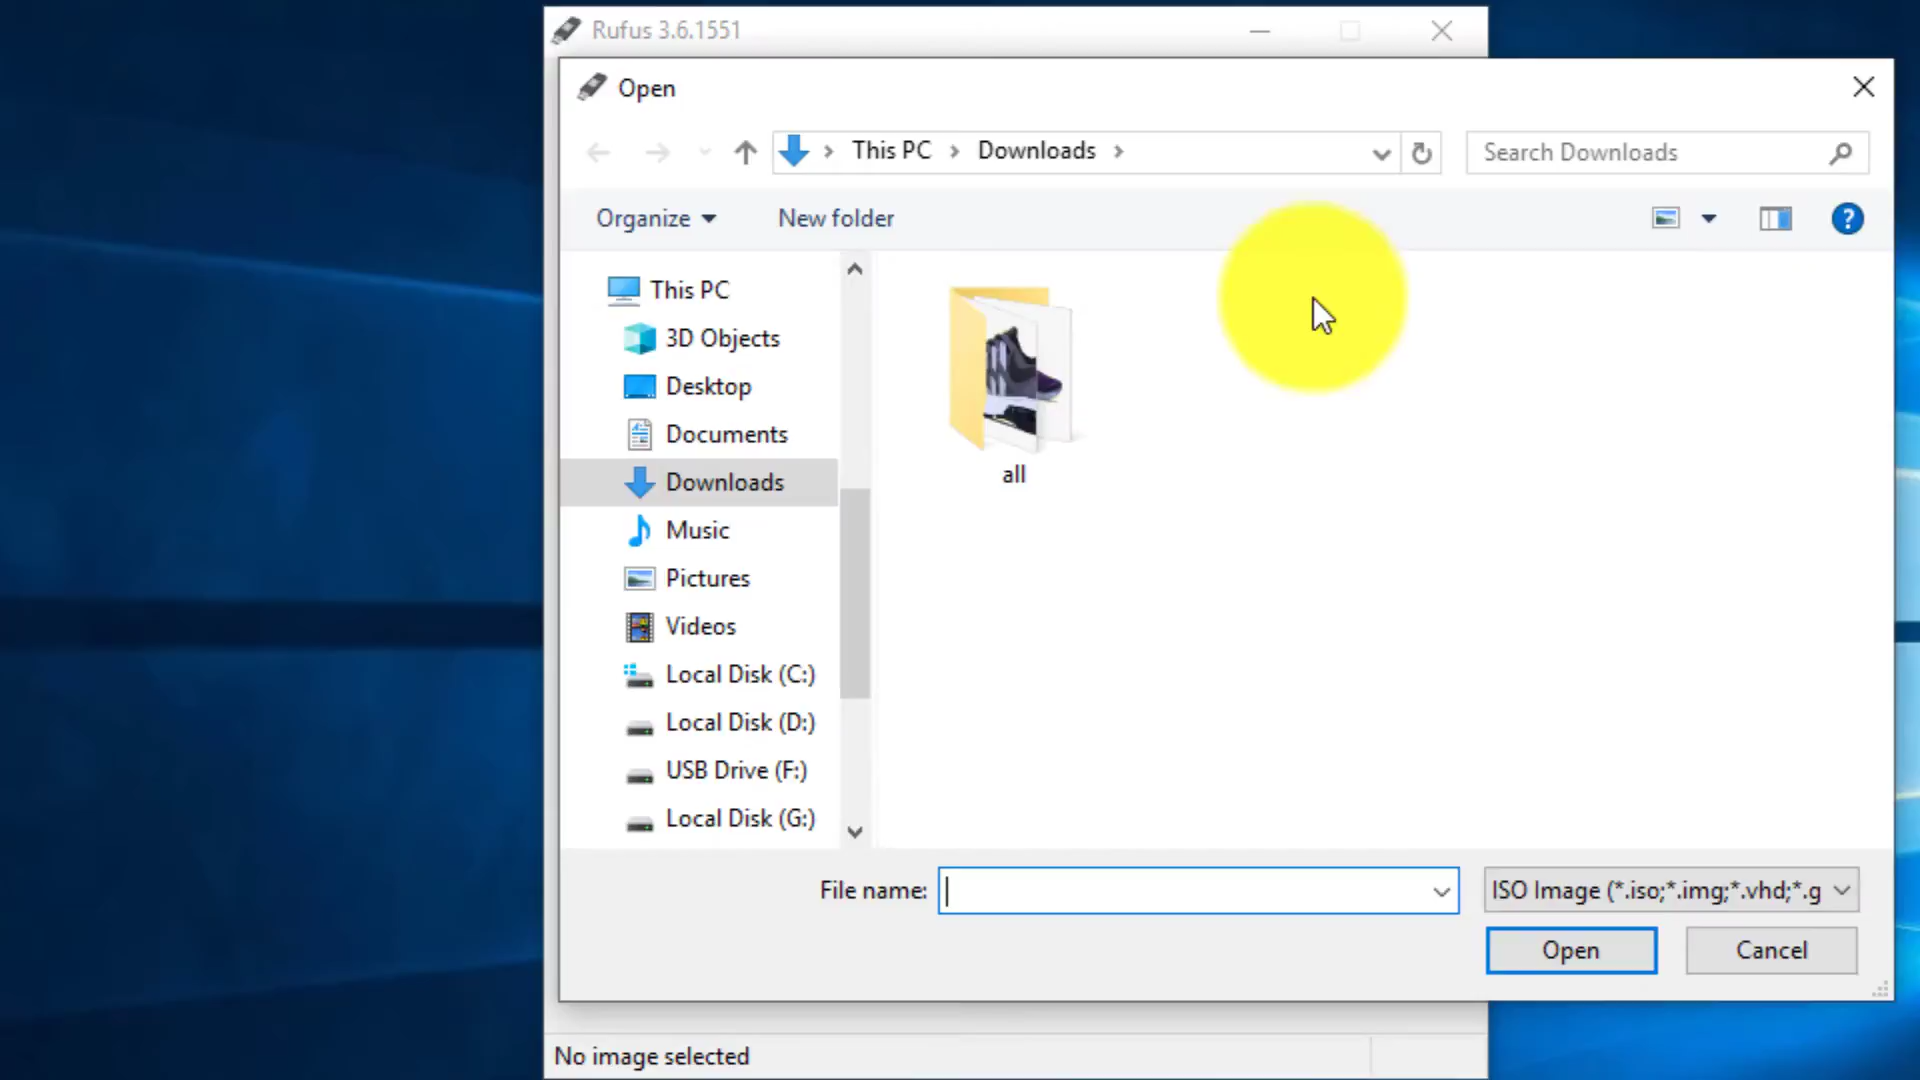 Rufus 3.6.1551
Open
This PC > Downloads >
Search Downloads
Organize
New folder
This PC
3D Objects
Desktop
Documents
Downloads
Music
Pictures
Videos
Local Disk (C:)
Local Disk (D:)
USB Drive (F:)
Local Disk (G:)
all
File name:
ISO Image (*.iso;*.img;*.vhd;*.g
Open
Cancel
No image selected